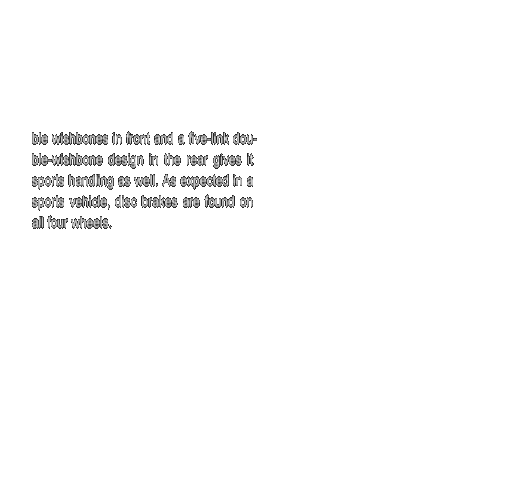 ble wishbones in front and a five-link dou-
ble-wishbone design in the rear gives it
sports handling as well. As expected in a
sports vehicle, disc brakes are found on
all four wheels.